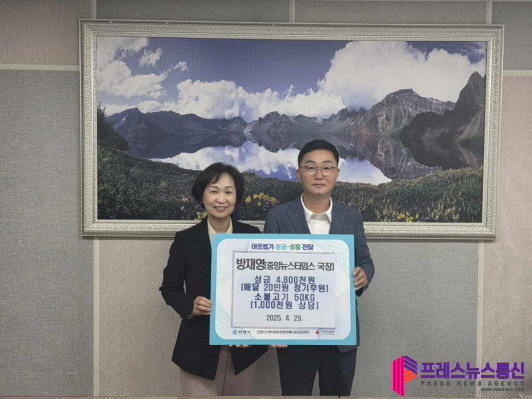 이웃돕기 성금·성품 전달
방재영(중앙뉴스타임스 국장)
성금 4,800천원
(매달 20만원 정기후원)
소불고기 50KG
[1,000천원 상당]
2025. 4. 29.
프레스뉴스통신
PRESS NEWS AGENCY